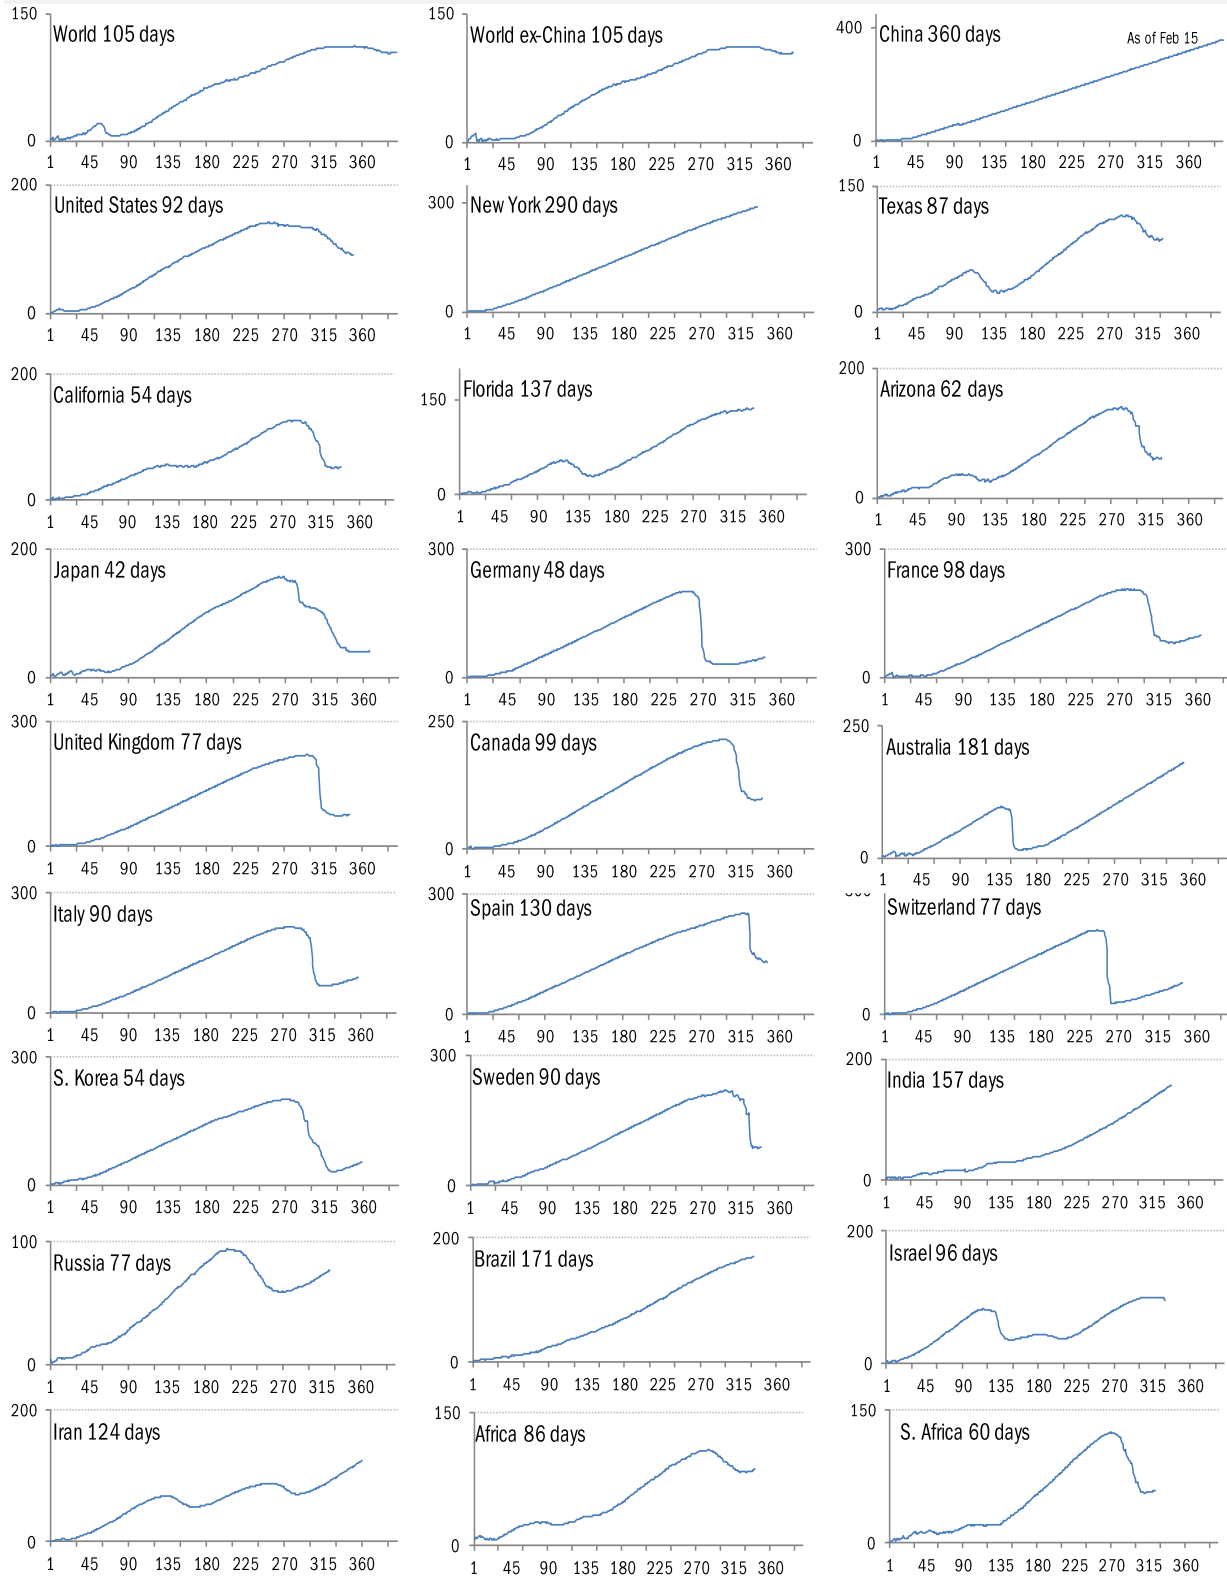 World 105 days
150
0
1 45 90 135 180 225 270 315 360
World ex-China 105 days
150
0
1 45 90 135 180 225 270 315 360
China 360 days
As of Feb 15
400
0
1 45 90 135 180 225 270 315 360
United States 92 days
200
0
1 45 90 135 180 225 270 315 360
New York 290 days
300
0
1 45 90 135 180 225 270 315 360
Texas 87 days
150
0
1 45 90 135 180 225 270 315 360
California 54 days
200
0
1 45 90 135 180 225 270 315 360
Florida 137 days
150
0
1 45 90 135 180 225 270 315 360
Arizona 62 days
200
0
1 45 90 135 180 225 270 315 360
Japan 42 days
200
0
1 45 90 135 180 225 270 315 360
Germany 48 days
300
0
1 45 90 135 180 225 270 315 360
France 98 days
300
0
1 45 90 135 180 225 270 315 360
United Kingdom 77 days
300
0
1 45 90 135 180 225 270 315 360
Canada 99 days
250
0
1 45 90 135 180 225 270 315 360
Australia 181 days
250
0
1 45 90 135 180 225 270 315 360
Italy 90 days
300
0
1 45 90 135 180 225 270 315 360
Spain 130 days
300
0
1 45 90 135 180 225 270 315 360
Switzerland 77 days
0
1 45 90 135 180 225 270 315 360
S. Korea 54 days
300
0
1 45 90 135 180 225 270 315 360
Sweden 90 days
300
0
1 45 90 135 180 225 270 315 360
India 157 days
200
0
1 45 90 135 180 225 270 315 360
Russia 77 days
100
0
1 45 90 135 180 225 270 315 360
Brazil 171 days
200
0
1 45 90 135 180 225 270 315 360
Israel 96 days
200
0
1 45 90 135 180 225 270 315 360
Iran 124 days
200
0
1 45 90 135 180 225 270 315 360
Africa 86 days
150
0
1 45 90 135 180 225 270 315 360
S. Africa 60 days
150
0
1 45 90 135 180 225 270 315 360